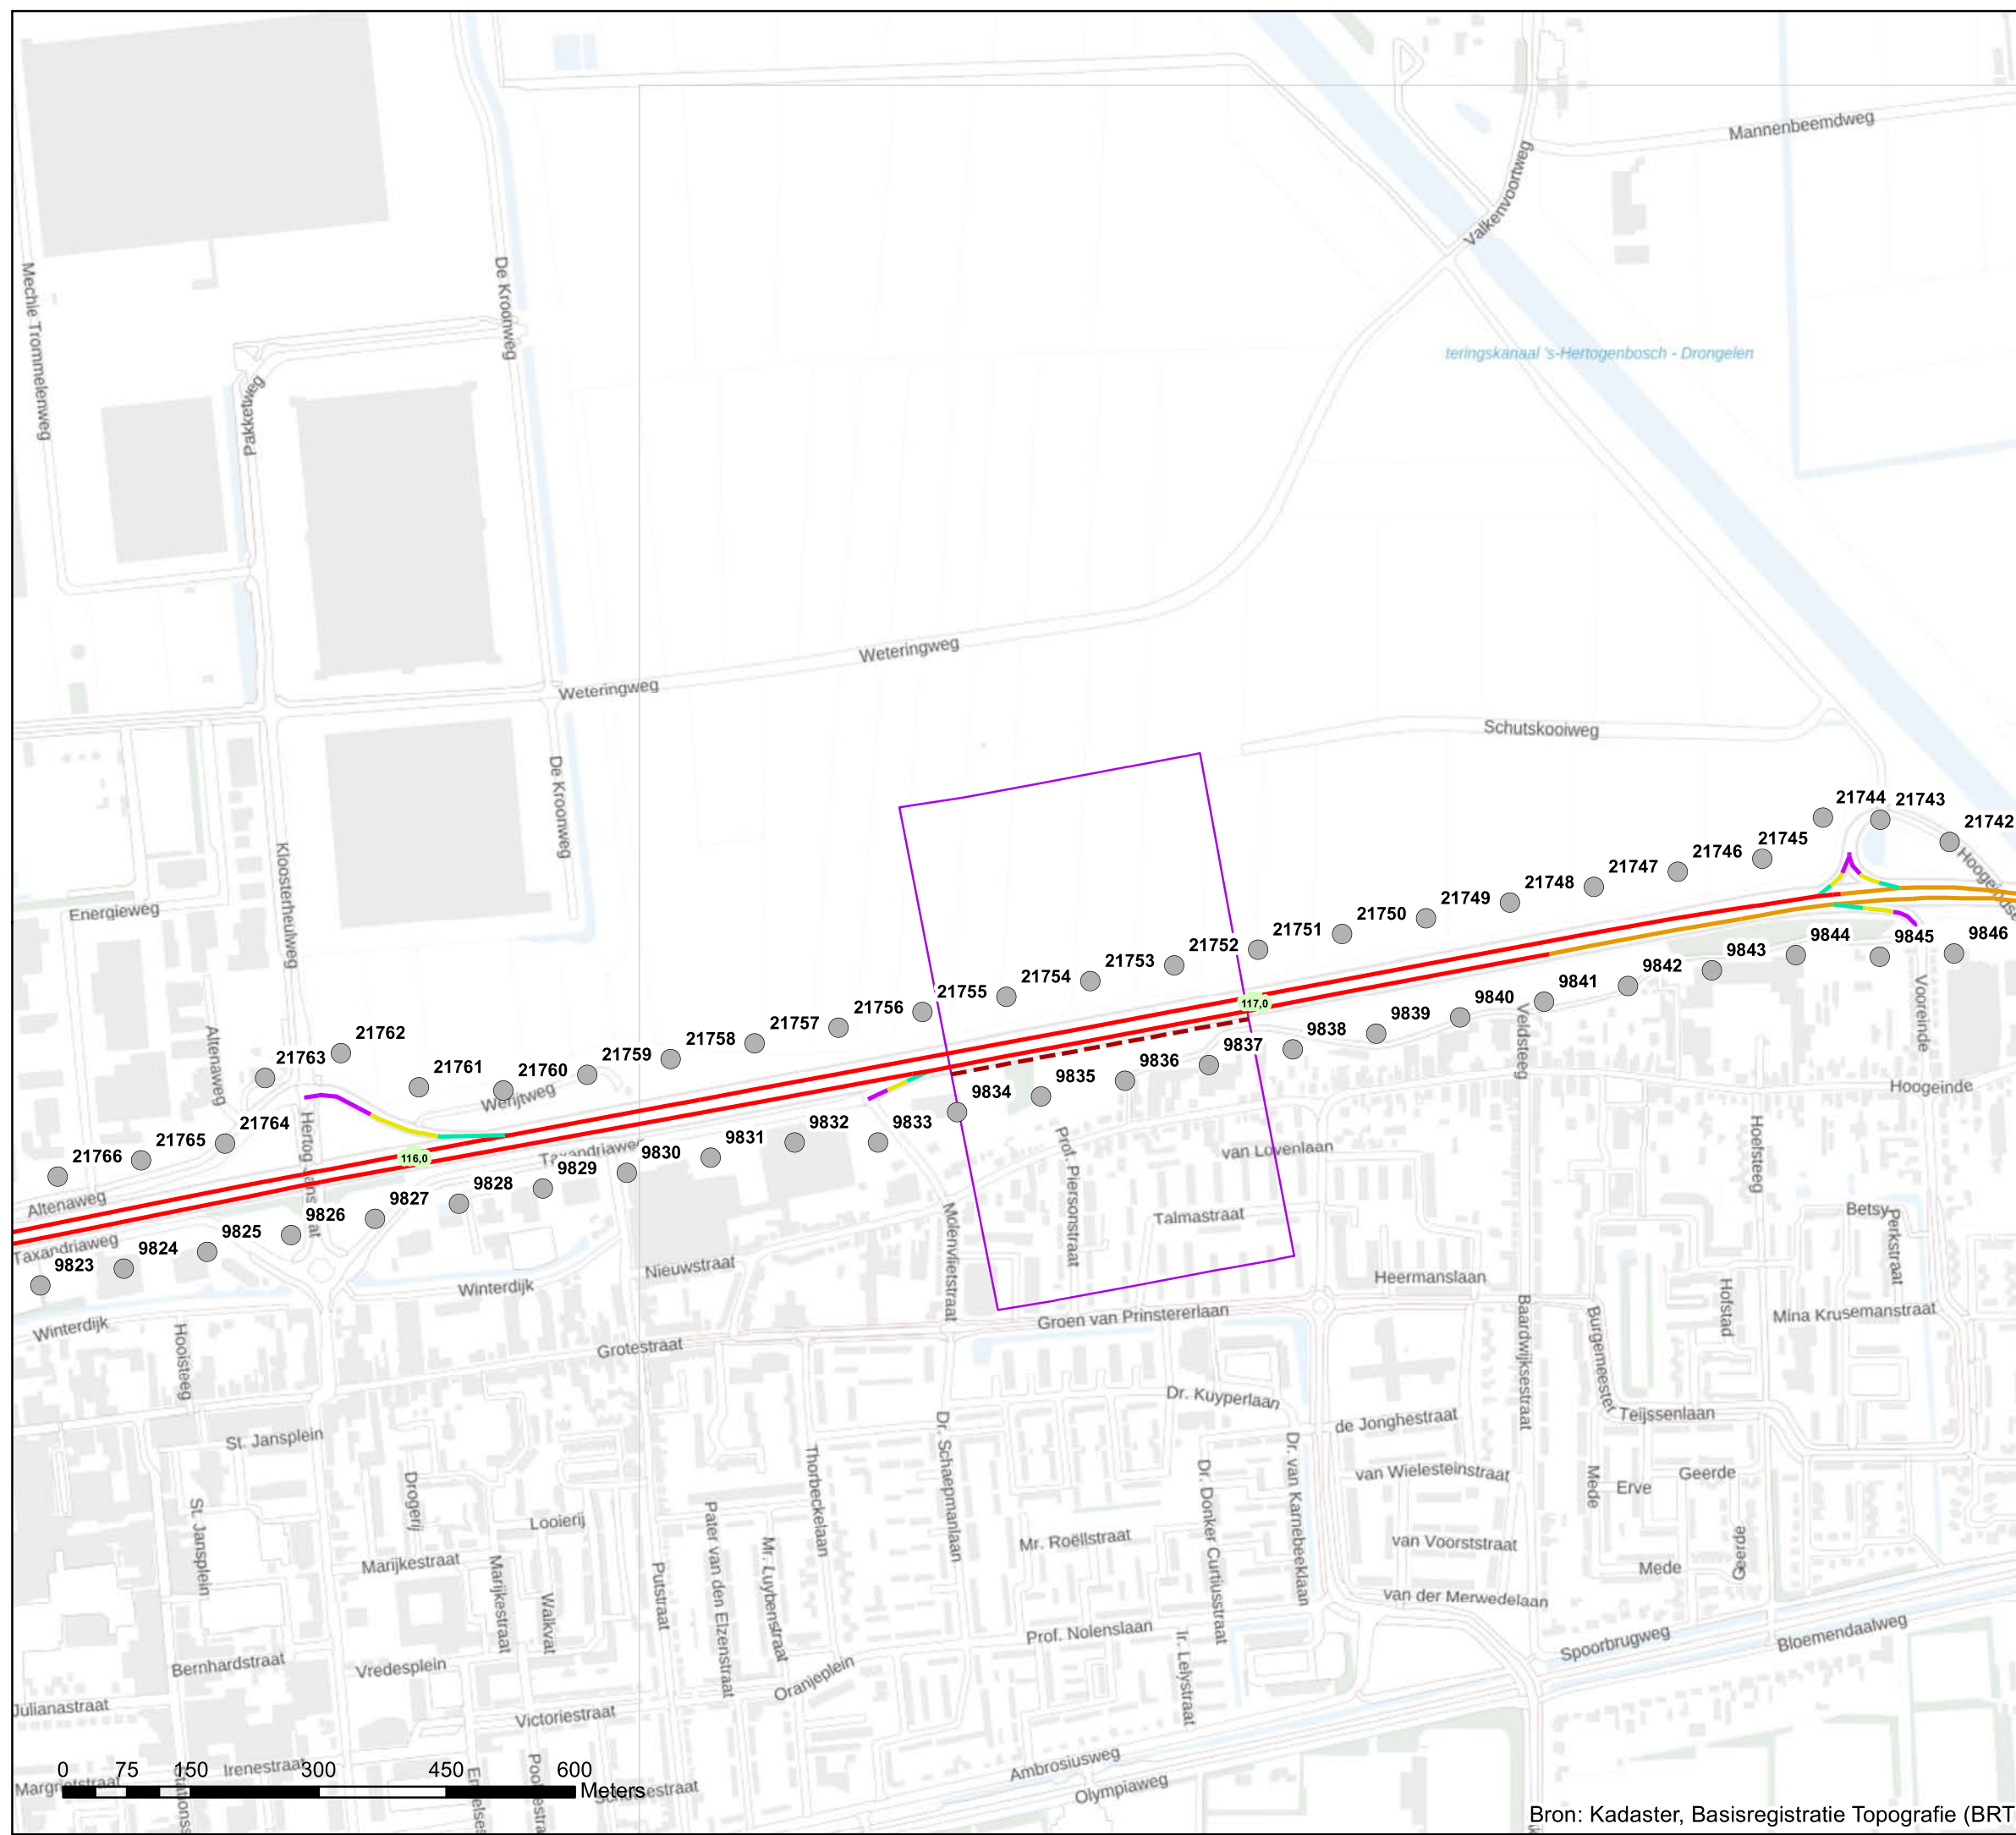 Mannenbeemdweg
Valkenvoortweg
Mechie Trommelenweg
De Kroonweg
teringskanaal 's-Hertogenbosch - Drongelen
Pakketweg
Weteringweg
Weteringweg
Schutskooiweg
De Kroonweg
21744
21743
21742
21745
21746
21747
21748
21749
21750
21751
21752
21753
21754
21755
21756
21757
21758
21759
21760
21761
21762
21763
21764
21765
21766
Kloosterheulweg
Energieweg
Altenaweg
Altenaweg
Werijtweg
117,0
116,0
9846
9845
9844
9843
9842
9841
9840
9839
9838
9837
9836
9835
9834
9833
9832
9831
9830
9829
9828
9827
9826
9825
9824
9823
Vooreinde
Veldsteeg
Hoogeinde
Hoefsteeg
Taxandriaweg
Taxandriaweg
Prof. Piersonstraat
van Lovenlaan
Talmastraat
Betsy
Perkstraat
Molenvlietstraat
Nieuwstraat
Winterdijk
Winterdijk
Heermanslaan
Hofstad
Mina Krusemanstraat
Groen van Prinstererlaan
Grotestraat
Hooisteeg
Baardwijksestraat
Burgemeester
Teijssenlaan
Dr. Kuyperlaan
de Jonghestraat
St. Jansplein
St. Jansplein
Drogerij
Looierij
Thorbeckelaan
Dr. Schaepmanlaan
Dr. Donker Curtiusstraat
Dr. van Karnebeeklaan
van Wielesteinstraat
Mede
Geerde
Erve
Mr. Roëllstraat
van Voorststraat
Mede
Geerde
Marijkestraat
Marijkestraat
Walkvat
Putstraat
Pater van den Elzenstraat
Mr. Luybenstraat
van der Merwedelaan
Prof. Nolenslaan
Ir. Lelystraat
Spoorbrugweg
Bloemendaalweg
Bernhardstraat
Vredesplein
Oranjeplein
Julianastraat
Victoriestraat
Irenestraat
Ambrosiusweg
Olympiaweg
0 75 150 300 450 600
Meters
Bron: Kadaster, Basisregistratie Topografie (BRT